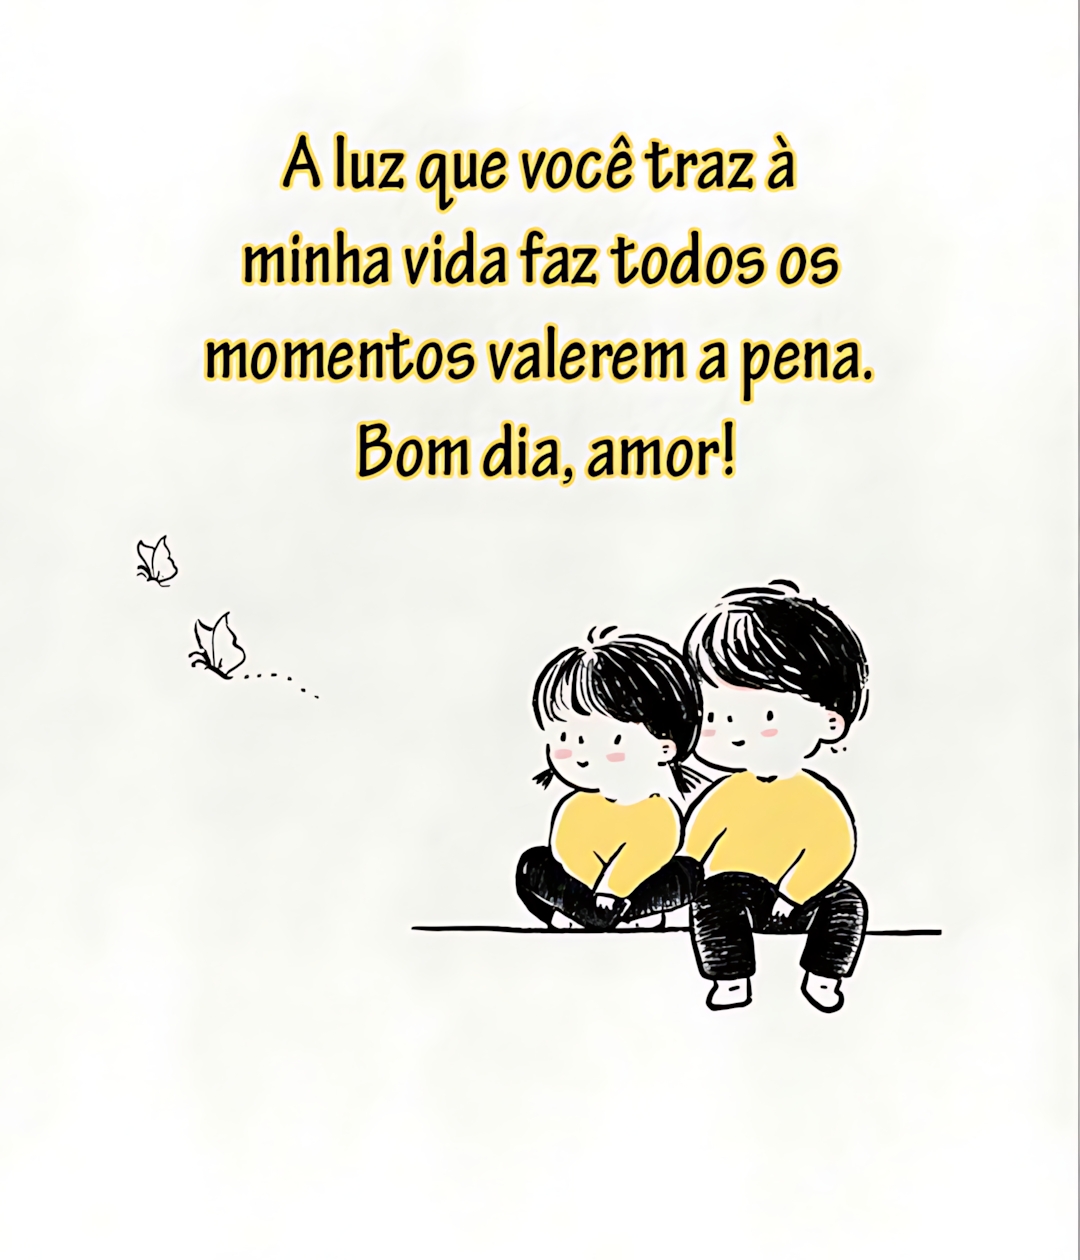 A luz que você traz à
minha vida faz todos os
momentos valerem a pena.
Bom dia, amor!